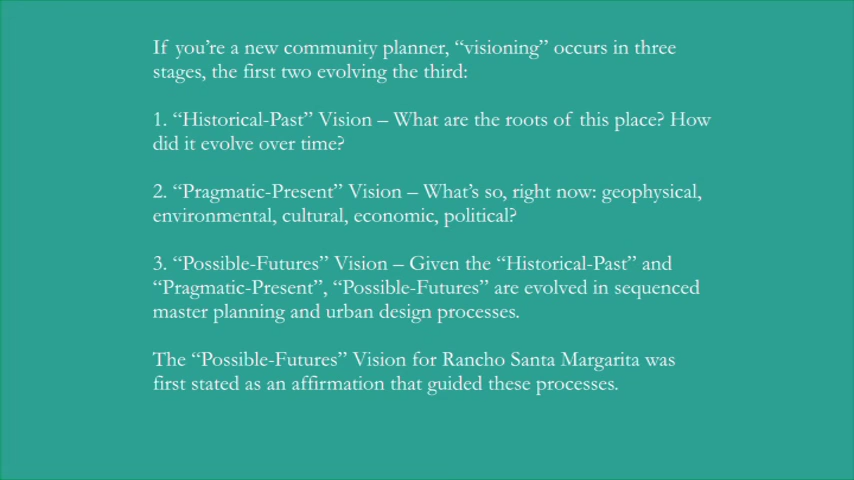 If you’re a new community planner, “visioning” occurs in three
stages, the first two evolving the third:
1. “Historical-Past” Vision – What are the roots of this place? How
did it evolve over time?
2. “Pragmatic-Present” Vision – What’s so, right now: geophysical,
environmental, cultural, economic, political?
3. “Possible-Futures” Vision – Given the “Historical-Past” and
“Pragmatic-Present”, “Possible-Futures” are evolved in sequenced
master planning and urban design processes.
The “Possible-Futures” Vision for Rancho Santa Margarita was
first stated as an affirmation that guided these processes.